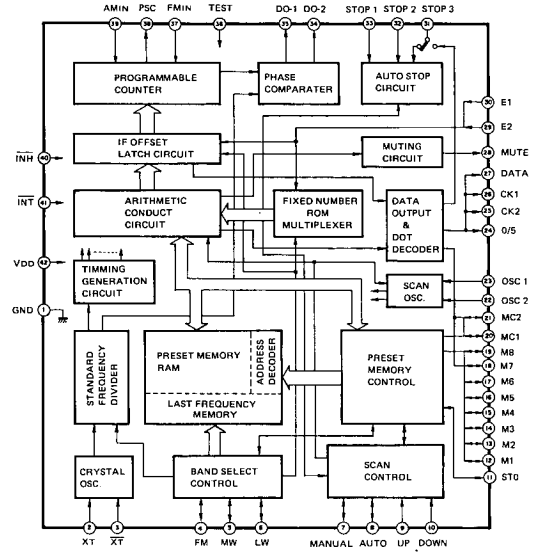 AMIN PSC FMIN TEST DO-1 DO-2 STOP 1 STOP 2 STOP 3
39 38 37 36 35 34 33 32 31
PROGRAMMABLE
COUNTER
PHASE
COMPARATER
AUTO STOP
CIRCUIT
30 E1
29 E2
IF OFFSET
LATCH CIRCUIT
MUTING
CIRCUIT
28 MUTE
INH 40
27 DATA
26 CK1
25 CK2
24 0/5
INT 41
ARITHMETIC
CONDUCT
CIRCUIT
FIXED NUMBER
ROM
MULTIPLEXER
DATA
OUTPUT
&
DOT
DECODER
VDD 42
TIMMING
GENERATION
CIRCUIT
SCAN
OSC.
23 OSC 1
22 OSC 2
GND 1
21 MC2
20 MC1
19 M8
18 M7
17 M6
16 M5
15 M4
14 M3
13 M2
12 M1
11 ST0
STANDARD
FREQUENCY
DIVIDER
PRESET MEMORY
RAM
ADDRESS
DECODER
LAST FREQUENCY
MEMORY
PRESET
MEMORY
CONTROL
CRYSTAL
OSC.
BAND SELECT
CONTROL
SCAN
CONTROL
2 3 4 5 6 7 8 9 10
XT XT FM MW LW MANUAL AUTO UP DOWN